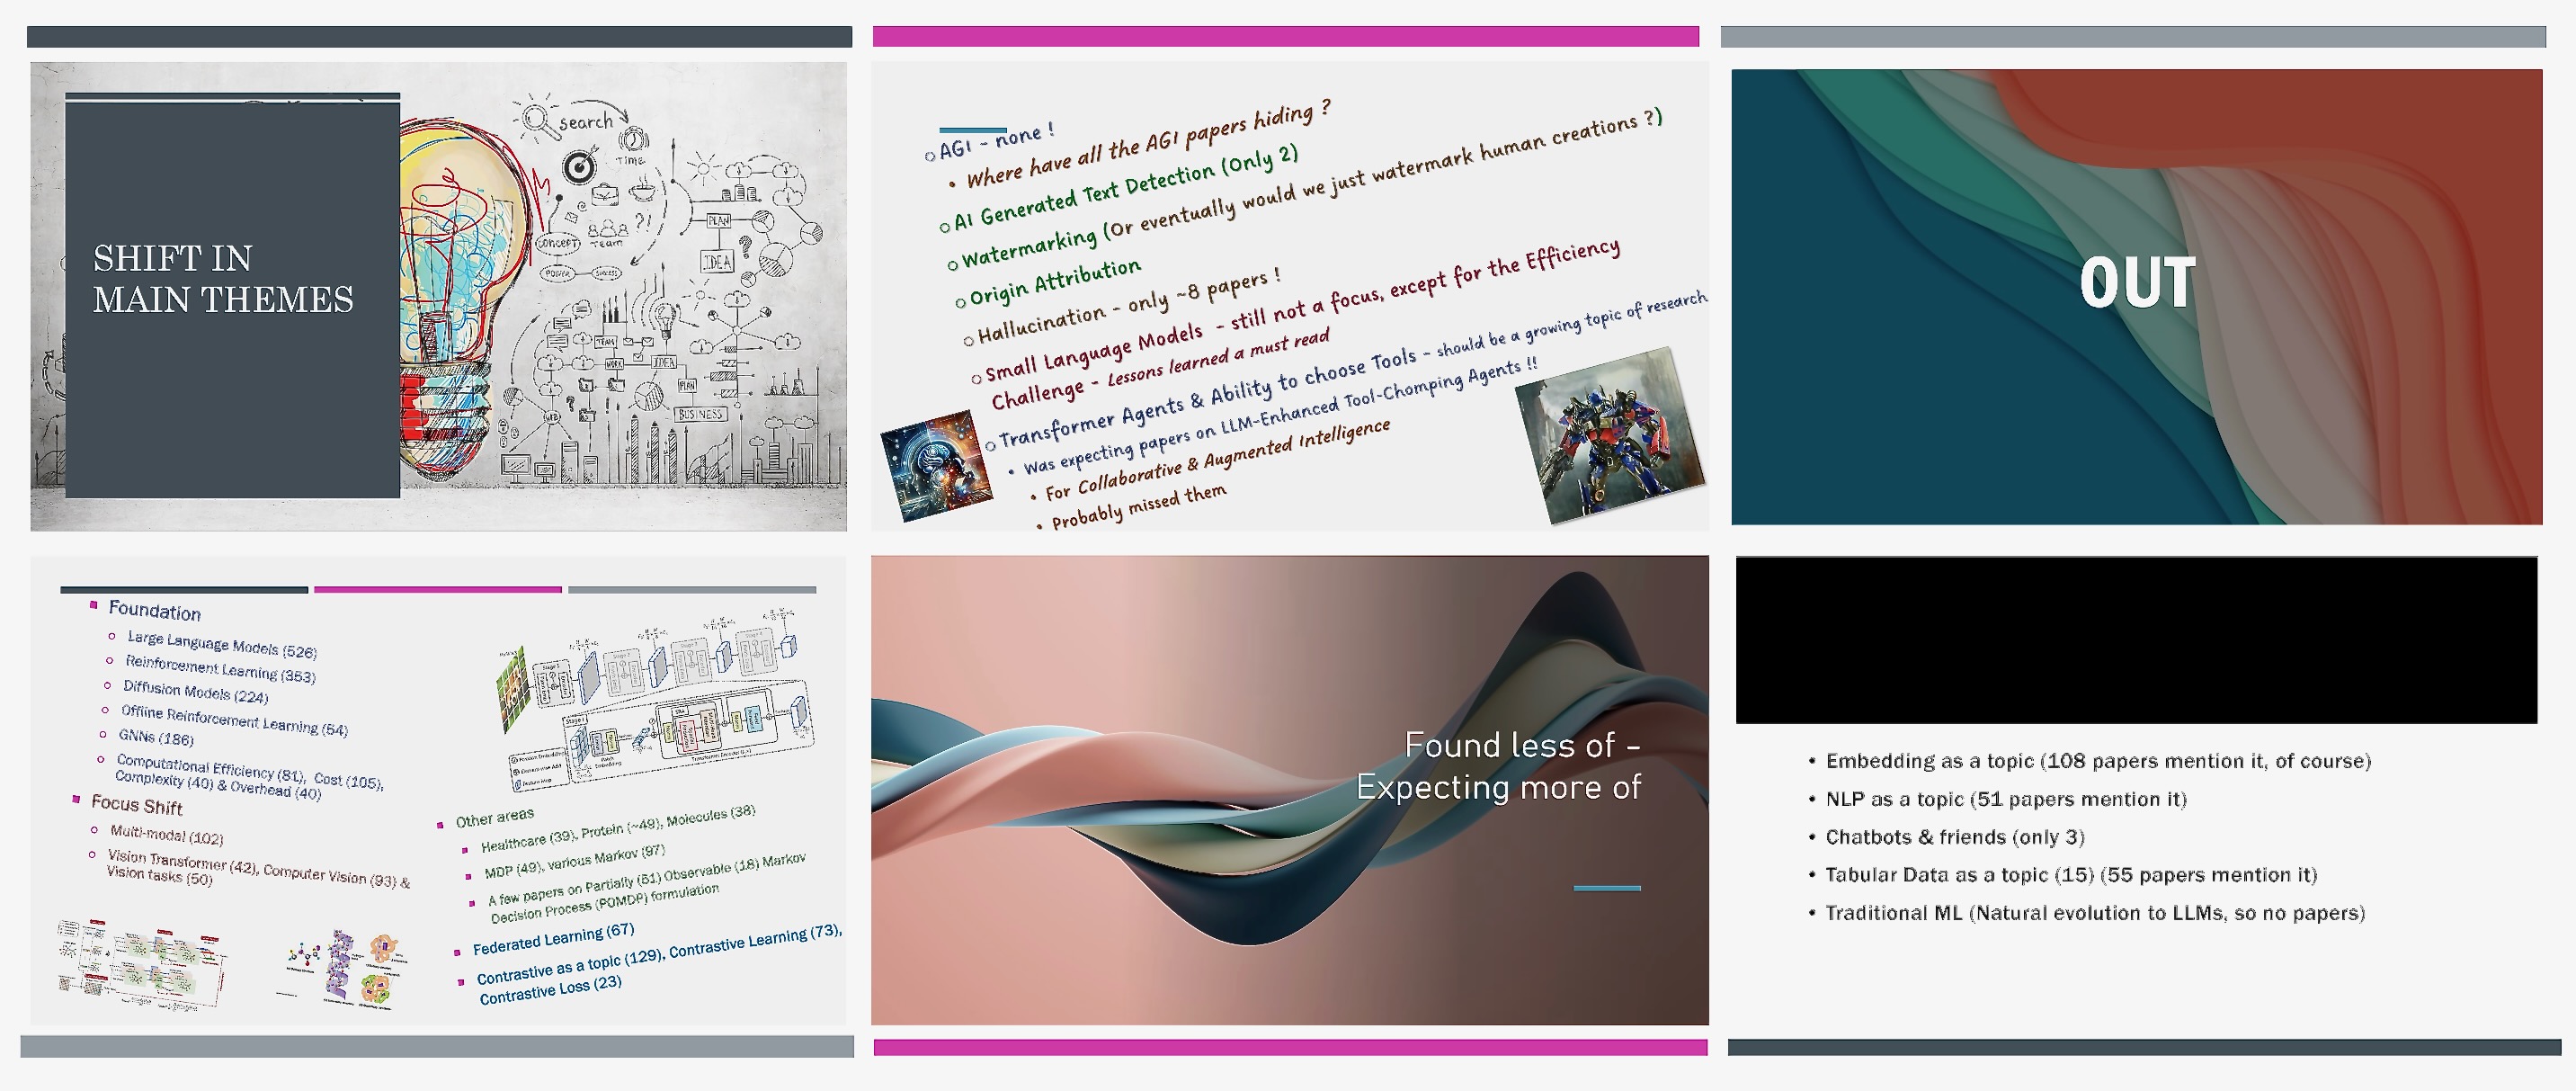 SHIFT IN
MAIN THEMES
search
Time
Concept
Team
?!
POWER
SUCCESS
PLAN
IDEA
?
TEAM
WORK
IDEA
PLAN
BUSINESS
AGI - none !
Where have all the AGI papers hiding ?
AI Generated Text Detection (Only 2)
Watermarking (Or eventually would we just watermark human creations ?)
Origin Attribution
Hallucination - only ~8 papers !
Small Language Models - still not a focus, except for the Efficiency
Challenge - Lessons learned a must read
Transformer Agents & Ability to choose Tools - should be a growing topic of research
Was expecting papers on LLM-Enhanced Tool-Chomping Agents !!
For Collaborative & Augmented Intelligence
Probably missed them
OUT
Foundation
Large Language Models (526)
Reinforcement Learning (353)
Diffusion Models (224)
Offline Reinforcement Learning (54)
GNNs (186)
Computational Efficiency (81), Cost (105),
Complexity (40) & Overhead (40)
Focus Shift
Multi-modal (102)
Vision Transformer (42), Computer Vision (93) &
Vision tasks (50)
Other areas
Healthcare (39), Protein (~49), Molecules (38)
MDP (49), various Markov (97)
A few papers on Partially (51) Observable (18) Markov
Decision Process (POMDP) formulation
Federated Learning (67)
Contrastive as a topic (129), Contrastive Learning (73),
Contrastive Loss (23)
Found less of -
Expecting more of
Embedding as a topic (108 papers mention it, of course)
NLP as a topic (51 papers mention it)
Chatbots & friends (only 3)
Tabular Data as a topic (15) (55 papers mention it)
Traditional ML (Natural evolution to LLMs, so no papers)